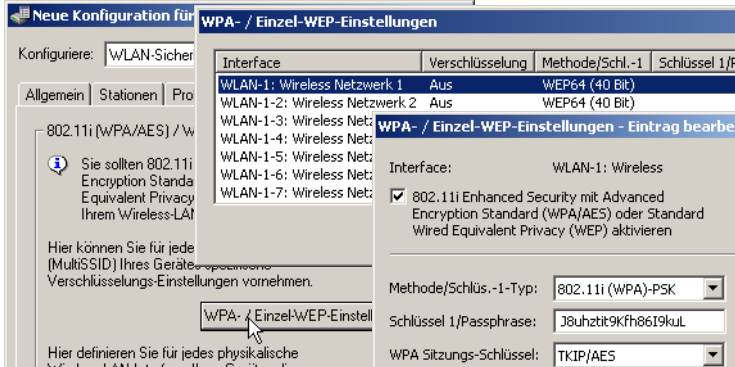 Neue Konfiguration für
Konfiguriere: WLAN-Sicher
Allgemein Stationen Pro
802.11i (WPA/AES) / W
Sie sollten 802.11i
Encryption Standa
Equivalent Privacy
Ihrem Wireless-LA
Hier können Sie für jede
(MultiSSID) Ihres Gerätes spezifische
Verschlüsselungs-Einstellungen vornehmen.
WPA- / Einzel-WEP-Einstell
Hier definieren Sie für jedes physikalische
WPA- / Einzel-WEP-Einstellungen
Interface Verschlüsselung Methode/Schl.-1 Schlüssel 1/P
WLAN-1: Wireless Netzwerk 1 Aus WEP64 (40 Bit)
WLAN-1-2: Wireless Netzwerk 2 Aus WEP64 (40 Bit)
WLAN-1-3: Wireless Netz
WLAN-1-4: Wireless Netz
WLAN-1-5: Wireless Netz
WLAN-1-6: Wireless Netz
WLAN-1-7: Wireless Netz
WPA- / Einzel-WEP-Einstellungen - Eintrag bearbe
Interface: WLAN-1: Wireless
802.11i Enhanced Security mit Advanced
Encryption Standard (WPA/AES) oder Standard
Wired Equivalent Privacy (WEP) aktivieren
Methode/Schlüs.-1-Typ: 802.11i (WPA)-PSK
Schlüssel 1/Passphrase: J8uhztit9Kfh86I9kuL
WPA Sitzungs-Schlüssel: TKIP/AES